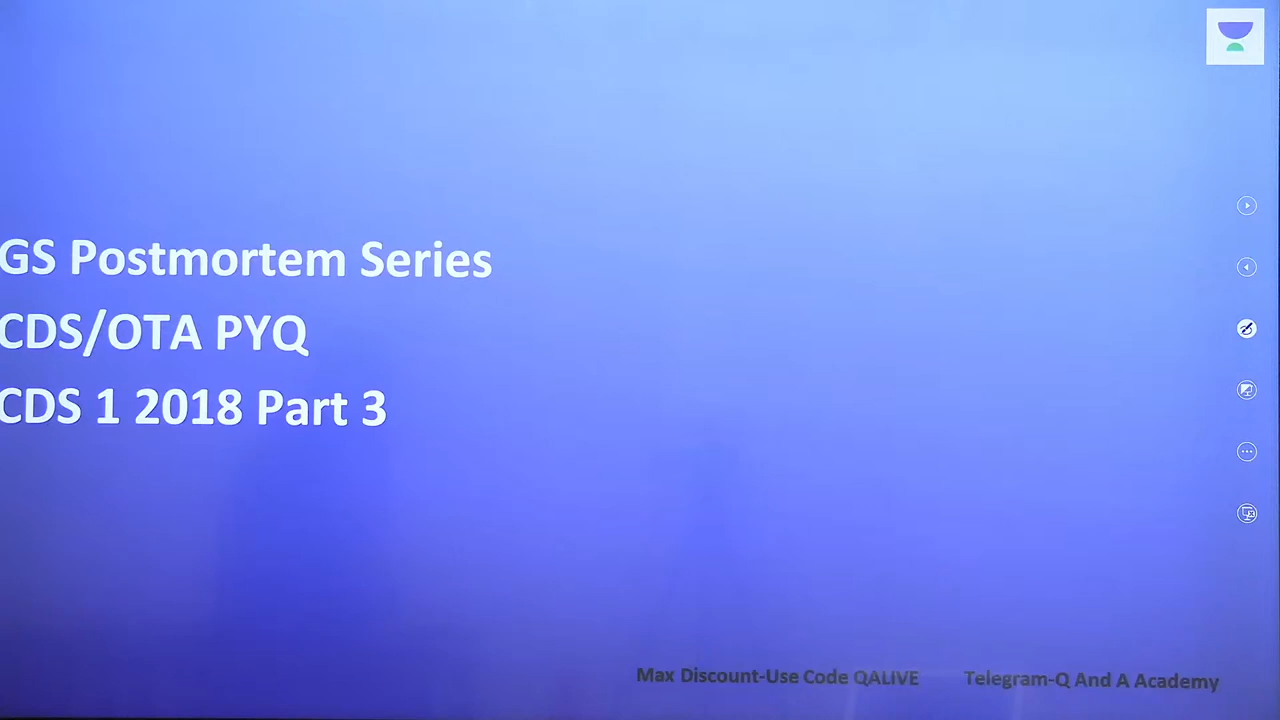 GS Postmortem Series
CDS/OTA PYQ
CDS 1 2018 Part 3
Max Discount-Use Code QALIVE
Telegram-Q And A Academy